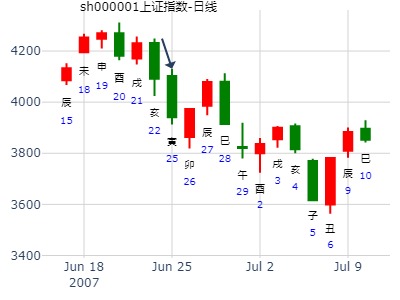 sh000001上证指数-日线
4200
4000
3800
3600
3400
辰
15
未
18
申
19
酉
20
戌
21
亥
22
寅
25
卯
26
辰
27
巳
28
午
29
酉
2
戌
3
亥
4
子
5
丑
6
辰
9
巳
10
Jun 18
2007
Jun 25
Jul 2
Jul 9